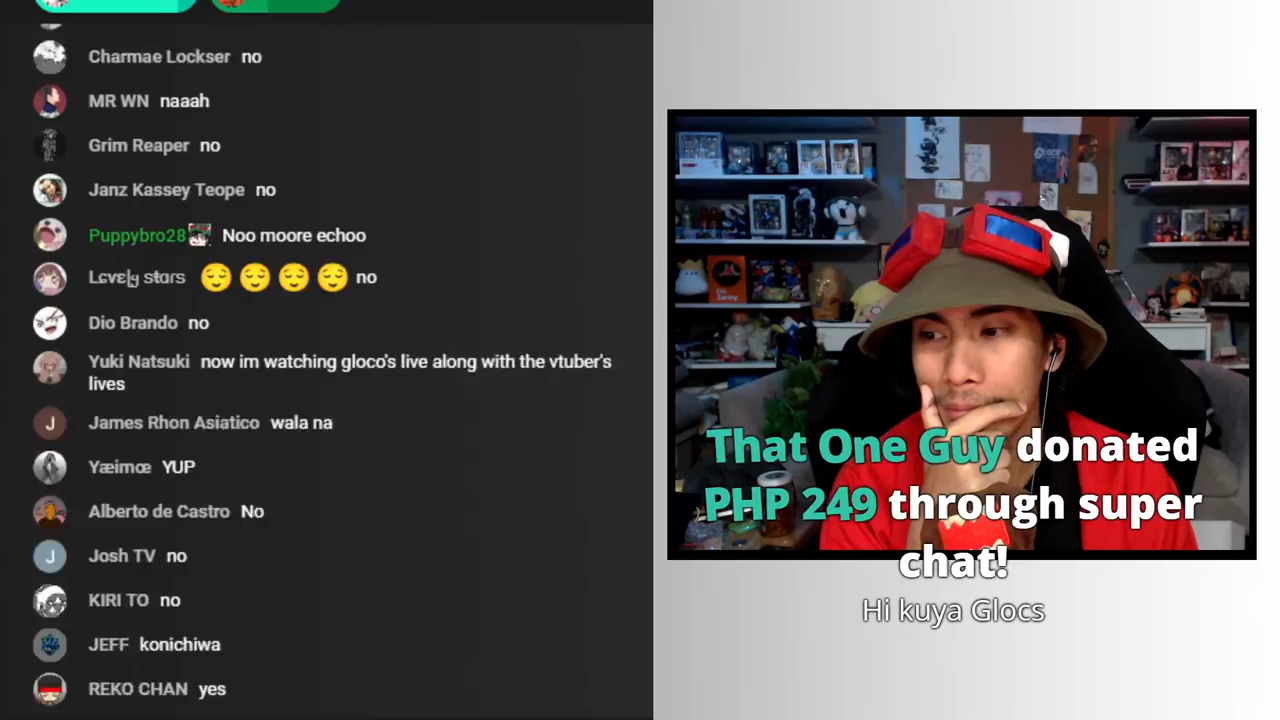 Charmae Lockser no
MR WN naaah
Grim Reaper no
Janz Kassey Teope no
Puppybro28 Noo moore echoo
Lɛvɛly stars 😌😌😌😌 no
Dio Brando no
Yuki Natsuki now im watching gloco's live along with the vtuber's
lives
James Rhon Asiatico wala na
Yæimœ YUP
Alberto de Castro No
Josh TV no
KIRI TO no
JEFF konichiwa
REKO CHAN yes
That One Guy donated
PHP 249 through super
chat!
Hi kuya Glocs